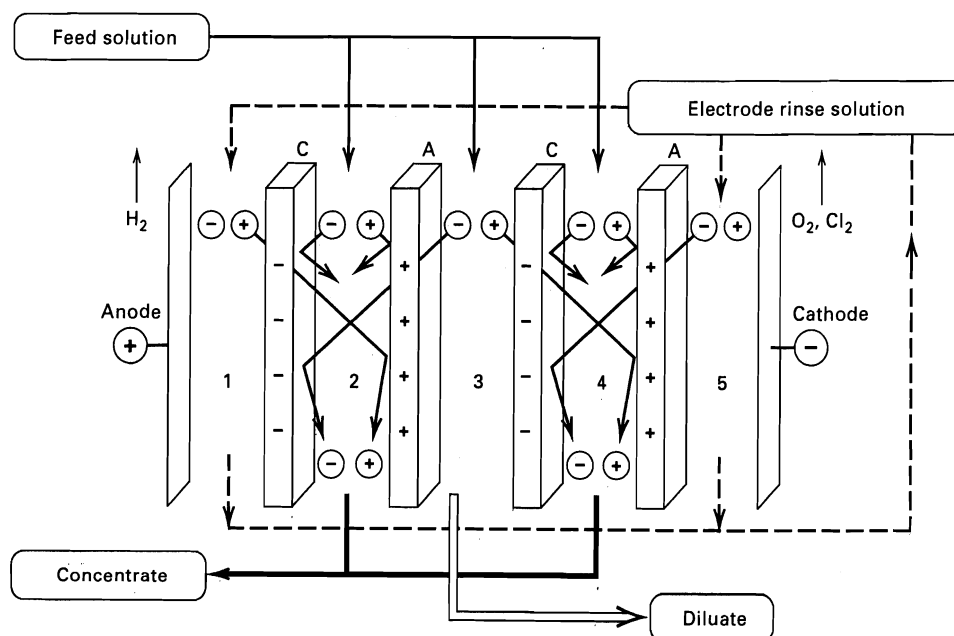 Feed solution
Electrode rinse solution
C
A
C
A
H2
O2, Cl2
− + − + − + − + − +
− + − +
Anode
Cathode
+
−
− + − +
1
2
3
4
5
− + − +
− + − +
− + − +
Concentrate
Diluate